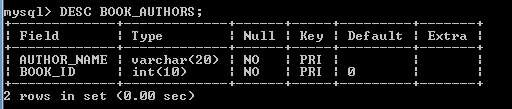 mysql> DESC BOOK_AUTHORS;
+-------------+-------------+------+-----+---------+-------+
| Field       | Type        | Null | Key | Default | Extra |
+-------------+-------------+------+-----+---------+-------+
| AUTHOR_NAME | varchar(20) | NO   | PRI |         |       |
| BOOK_ID     | int(10)     | NO   | PRI | 0       |       |
+-------------+-------------+------+-----+---------+-------+
2 rows in set (0.00 sec)